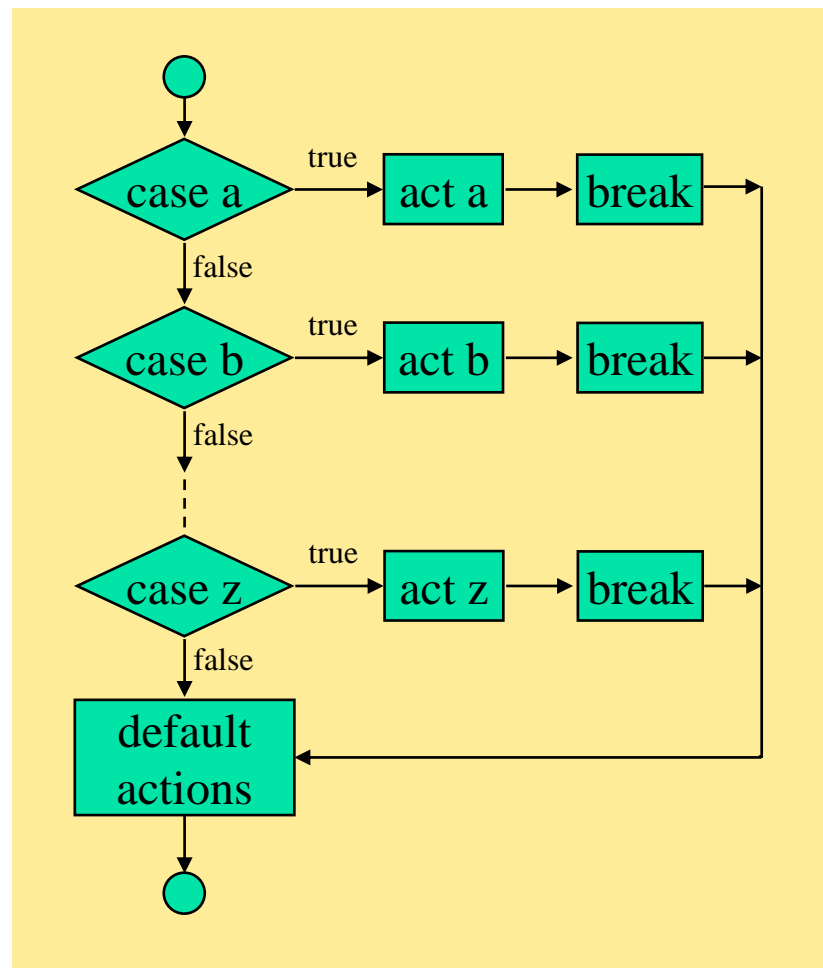 true
case a
act a
break
false
true
case b
act b
break
false
true
case z
act z
break
false
default
actions